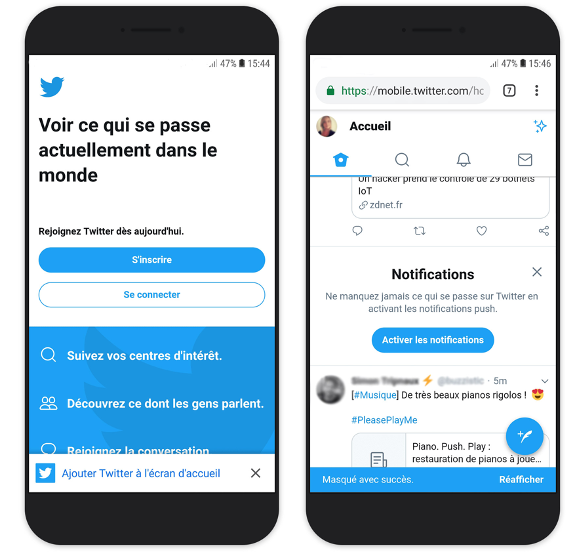 47% 15:44
Voir ce qui se passe
actuellement dans le
monde
Rejoignez Twitter dès aujourd'hui.
S'inscrire
Se connecter
Suivez vos centres d'intérêt.
Découvrez ce dont les gens parlent.
Rejoignez la conversation
Ajouter Twitter à l'écran d'accueil
47% 15:46
https://mobile.twitter.com/hc
7
Accueil
Un hacker prend le contrôle de 29 botnets
IoT
zdnet.fr
Notifications
Ne manquez jamais ce qui se passe sur Twitter en
activant les notifications push.
Activer les notifications
· 5m
[#Musique] De très beaux pianos rigolos !
#PleasePlayMe
Piano. Push. Play :
restauration de pianos à joue...
Masqué avec succès. Réafficher